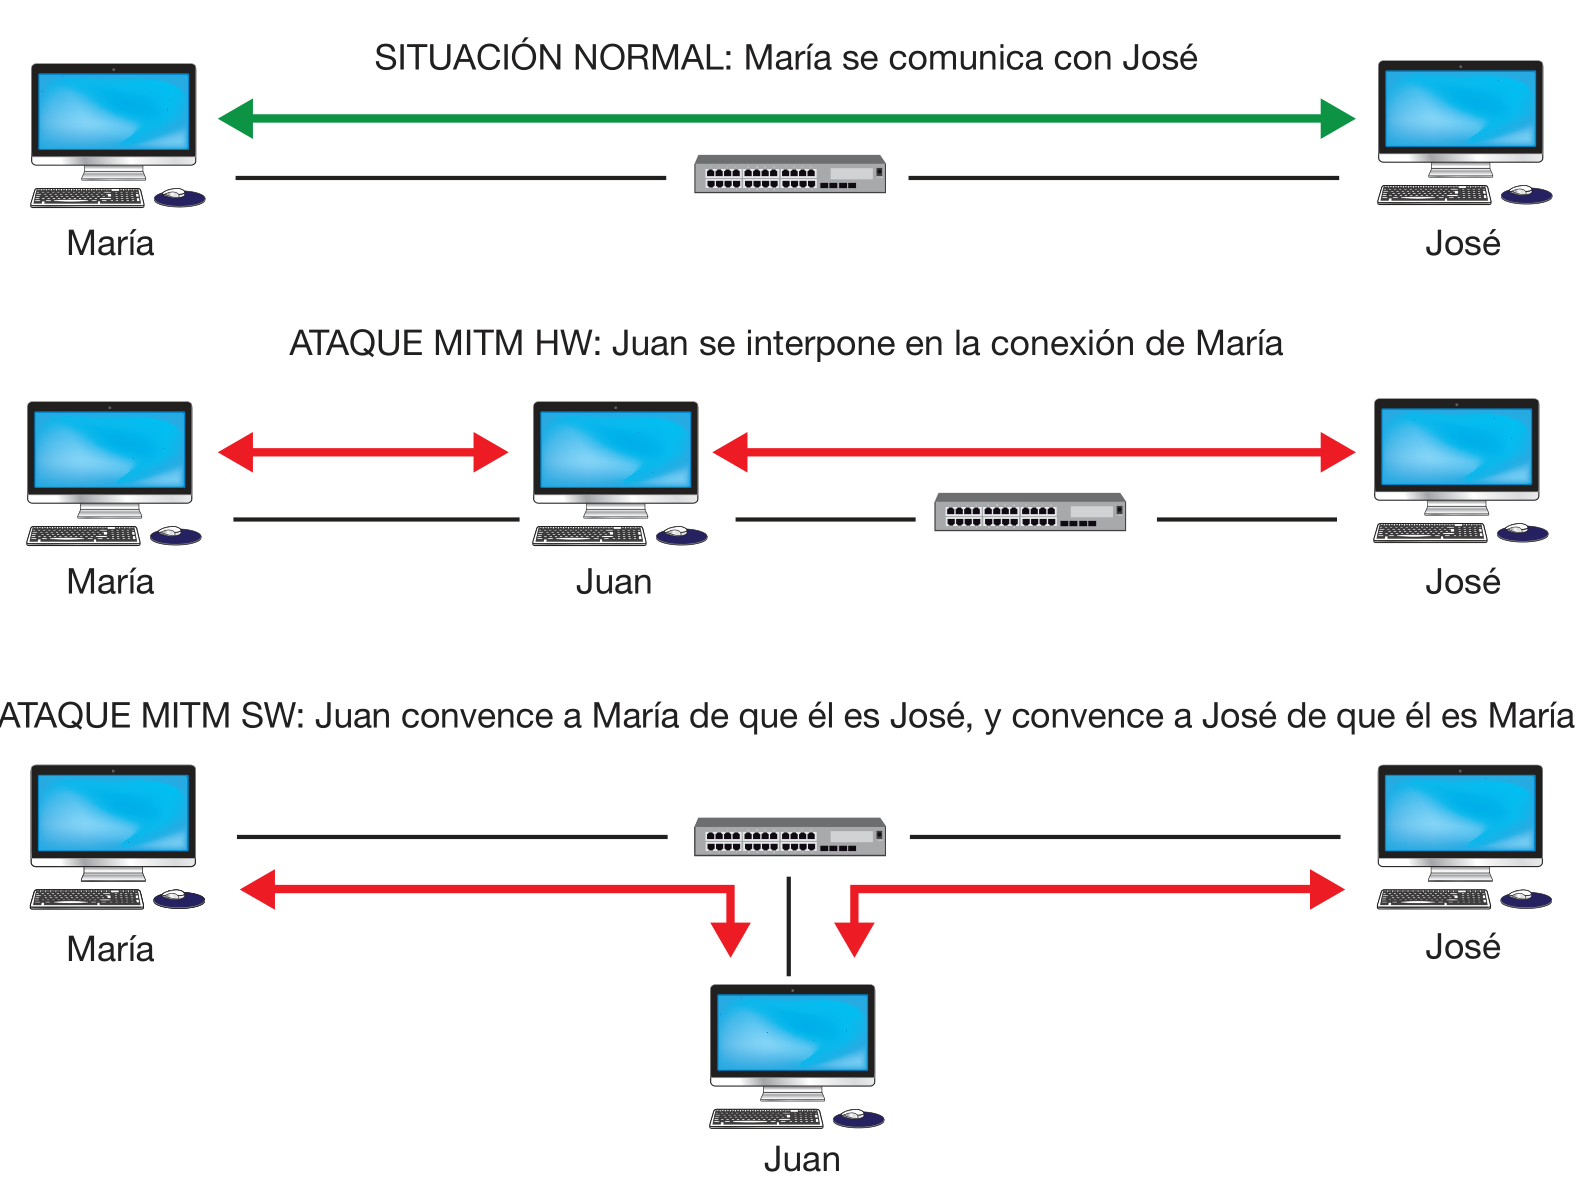 SITUACIÓN NORMAL: María se comunica con José
María
José
ATAQUE MITM HW: Juan se interpone en la conexión de María
María
Juan
José
ATAQUE MITM SW: Juan convence a María de que él es José, y convence a José de que él es María
María
José
Juan